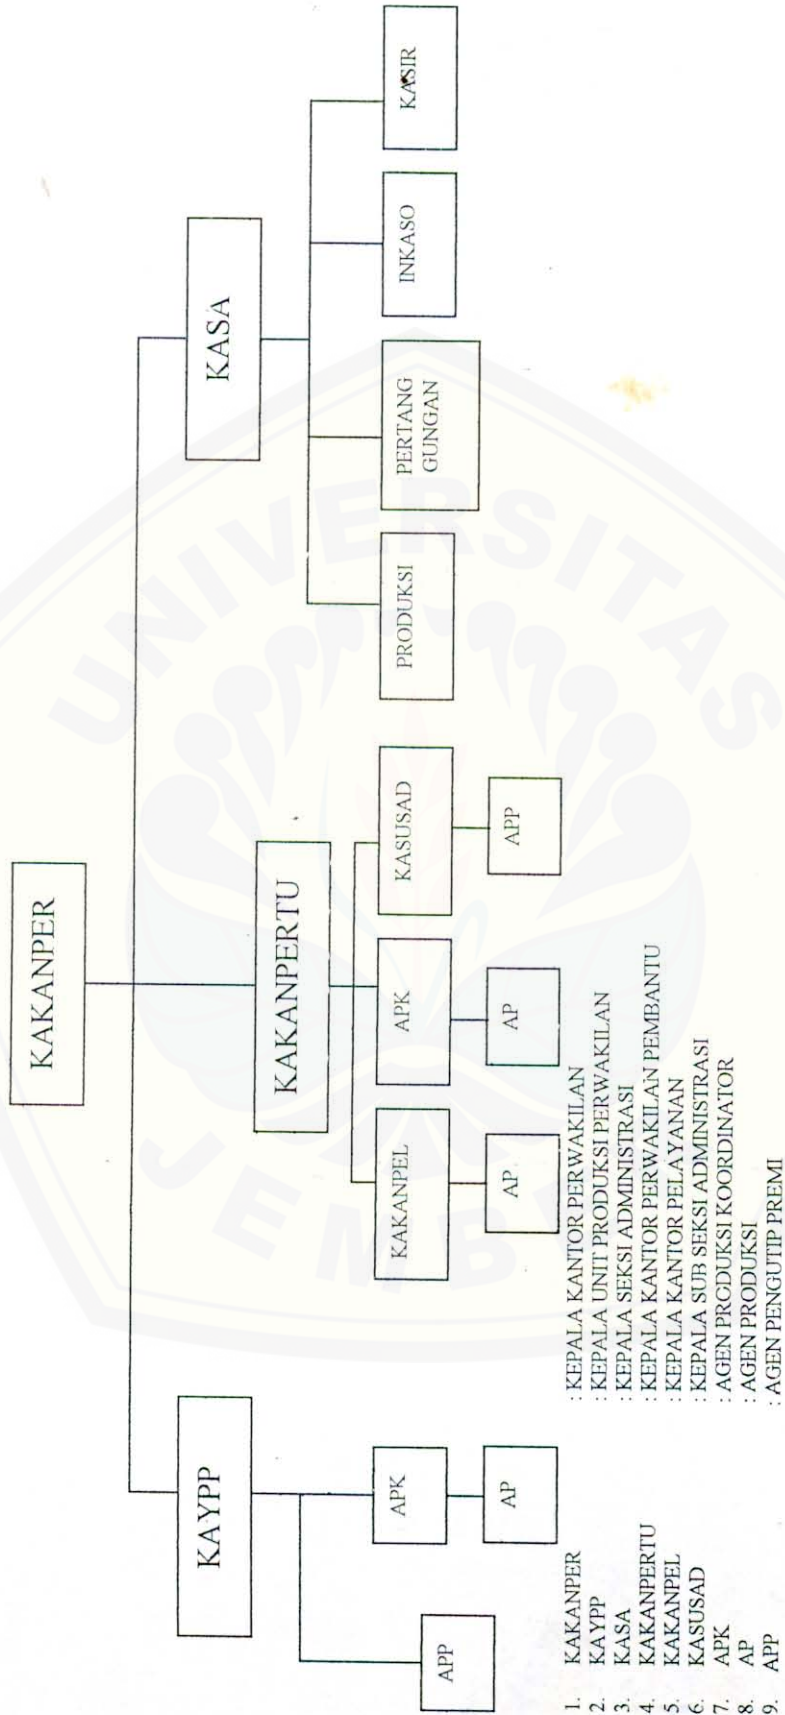 KAKANPER
KAYPP
KAKANPERTU
KASA
APP
APK
AP
KAKANPEL
APK
KASUSAD
AP
AP
APP
PRODUKSI
PERTANG
GUNGAN
INKASO
KASIR
1. KAKANPER : KEPALA KANTOR PERWAKILAN
2. KAYPP : KEPALA UNIT PRODUKSI PERWAKILAN
3. KASA : KEPALA SEKSI ADMINISTRASI
4. KAKANPERTU : KEPALA KANTOR PERWAKILAN PEMBANTU
5. KAKANPEL : KEPALA KANTOR PELAYANAN
6. KASUSAD : KEPALA SUB SEKSI ADMINISTRASI
7. APK : AGEN PRODUKSI KOORDINATOR
8. AP : AGEN PRODUKSI
9. APP : AGEN PENGUTIP PREMI
UNIVERSITAS
JEMBER